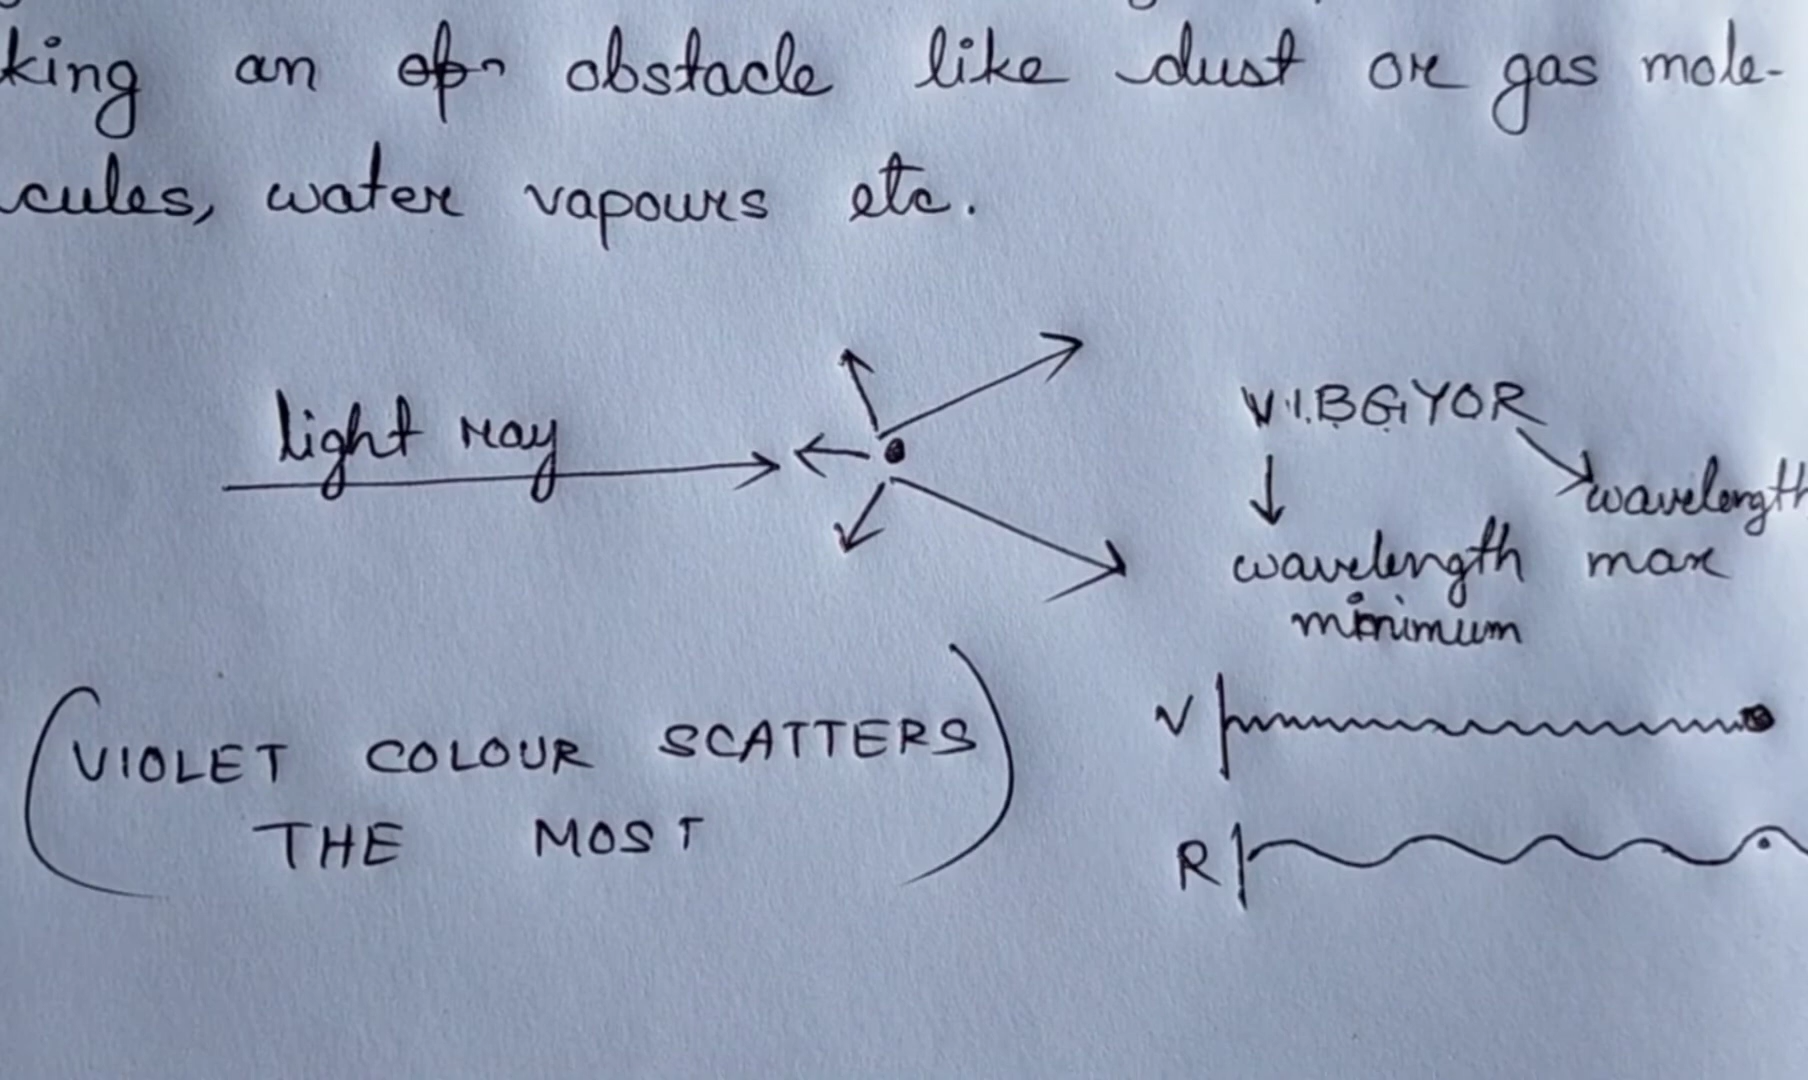 king an obstacle like dust or gas mole-
cules, water vapours etc.
light ray
VIBGYOR
wavelength
max
wavelength
minimum
VIOLET COLOUR SCATTERS
THE MOST
V
R